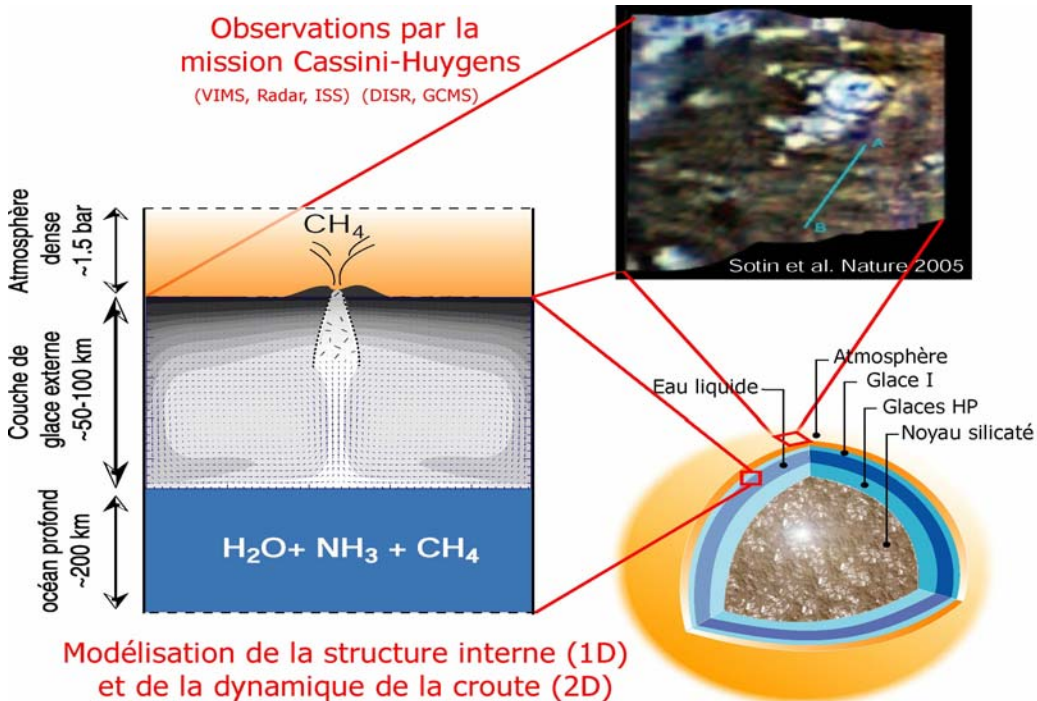 Observations par la
mission Cassini-Huygens
(VIMS, Radar, ISS) (DISR, GCMS)
A
B
Sotin et al. Nature 2005
Atmosphère
dense
~1.5 bar
CH4
Couche de
glace externe
~50-100 km
océan profond
~200 km
H2O+ NH3 + CH4
Atmosphère
Eau liquide
Glace I
Glaces HP
Noyau silicaté
Modélisation de la structure interne (1D)
et de la dynamique de la croute (2D)